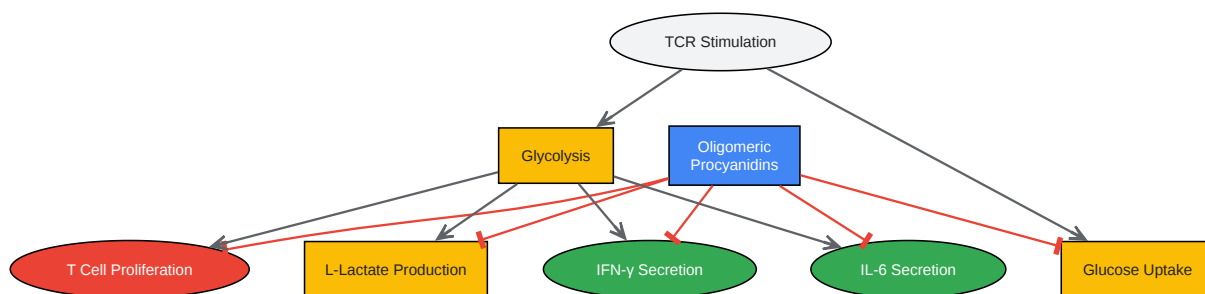 TCR Stimulation
Glycolysis
Oligomeric
Procyanidins
T Cell Proliferation
L-Lactate Production
IFN-γ Secretion
IL-6 Secretion
Glucose Uptake